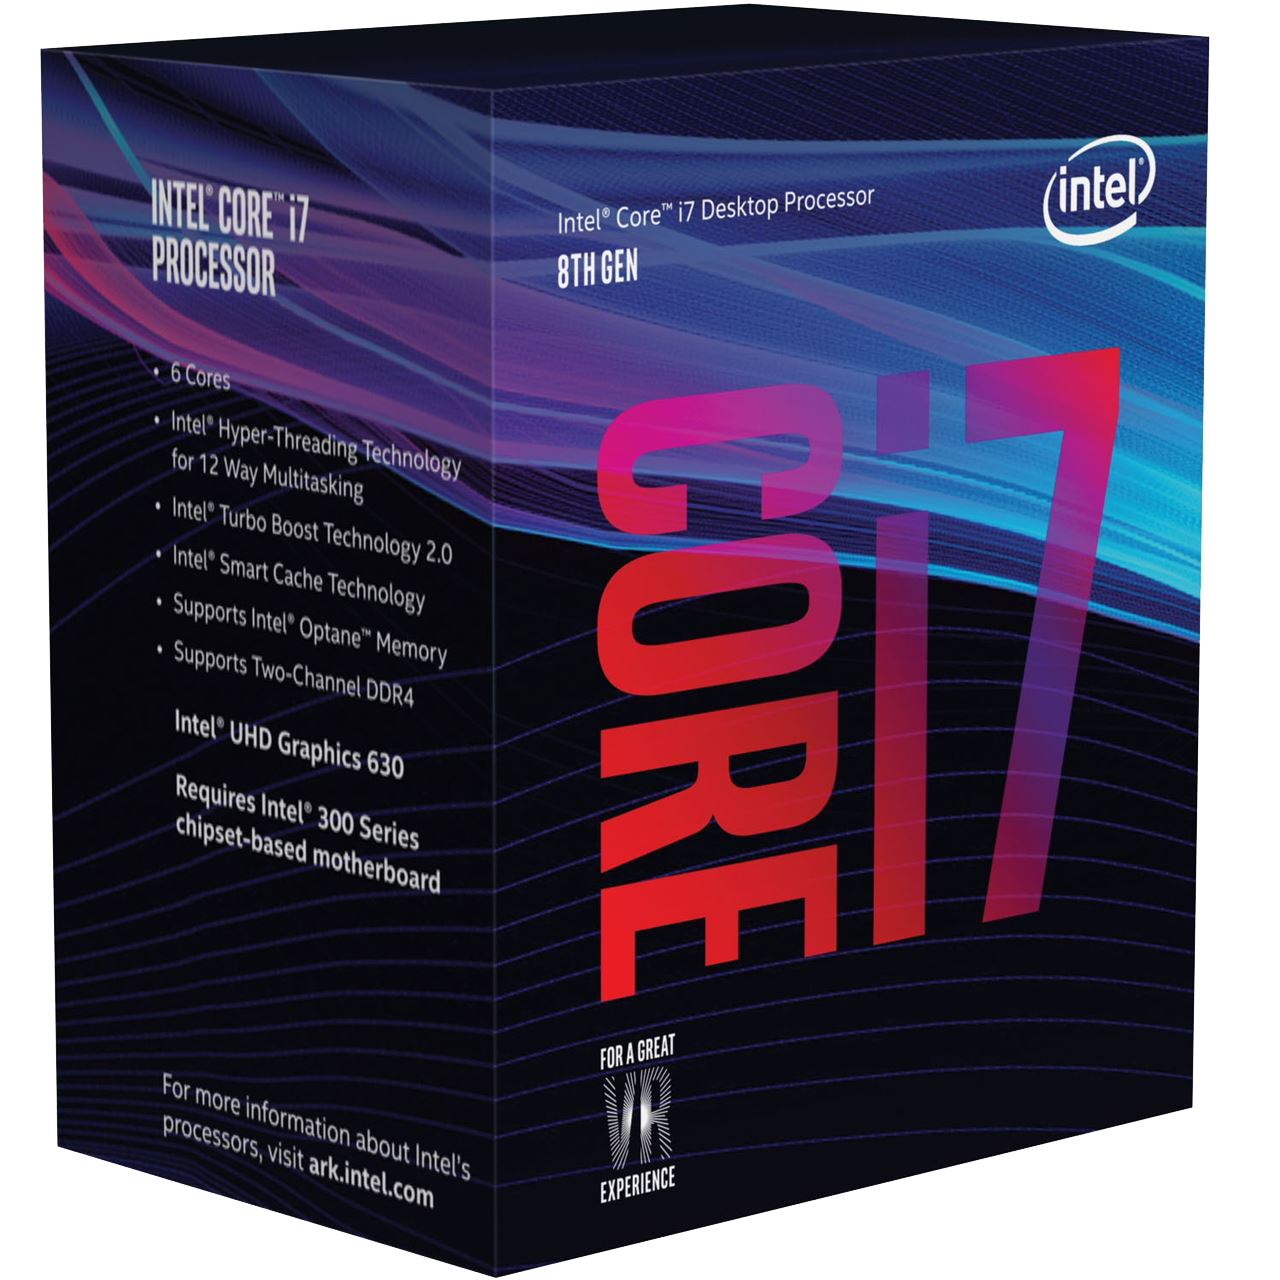 INTEL® CORE™ i7
PROCESSOR
• 6 Cores
• Intel® Hyper-Threading Technology
for 12 Way Multitasking
• Intel® Turbo Boost Technology 2.0
• Intel® Smart Cache Technology
• Supports Intel® Optane™ Memory
• Supports Two-Channel DDR4
Intel® UHD Graphics 630
Requires Intel® 300 Series
chipset-based motherboard
For more information about Intel's
processors, visit ark.intel.com
Intel® Core™ i7 Desktop Processor
8TH GEN
intel®
CORE i7
FOR A GREAT
VR
EXPERIENCE